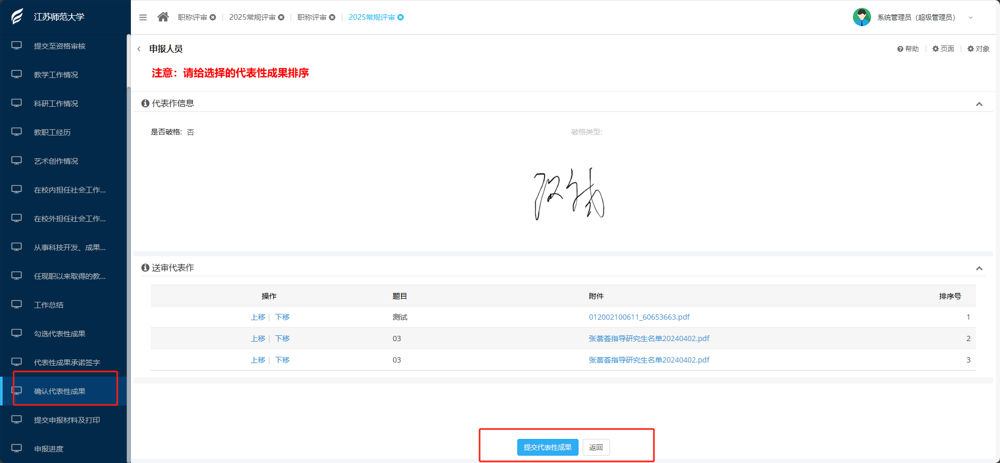 江苏师范大学
职称评审
2025常规评审
职称评审
2025常规评审
系统管理员（超级管理员）
提交至资格审核
教学工作情况
科研工作情况
教职工经历
艺术创作情况
在校内担任社会工作...
在校外担任社会工作...
从事科技开发、成果...
任现职以来取得的教...
工作总结
勾选代表性成果
代表性成果承诺签字
确认代表性成果
提交申报材料及打印
申报进度
申报人员
帮助
页面
对象
注意：请给选择的代表性成果排序
代表作信息
是否破格: 否
破格类型:
送审代表作
操作 题目 附件 排序号
上移 | 下移 测试 012002100611_60653663.pdf 1
上移 | 下移 03 张蓊荟指导研究生名单20240402.pdf 2
上移 | 下移 03 张蓊荟指导研究生名单20240402.pdf 3
提交代表性成果
返回